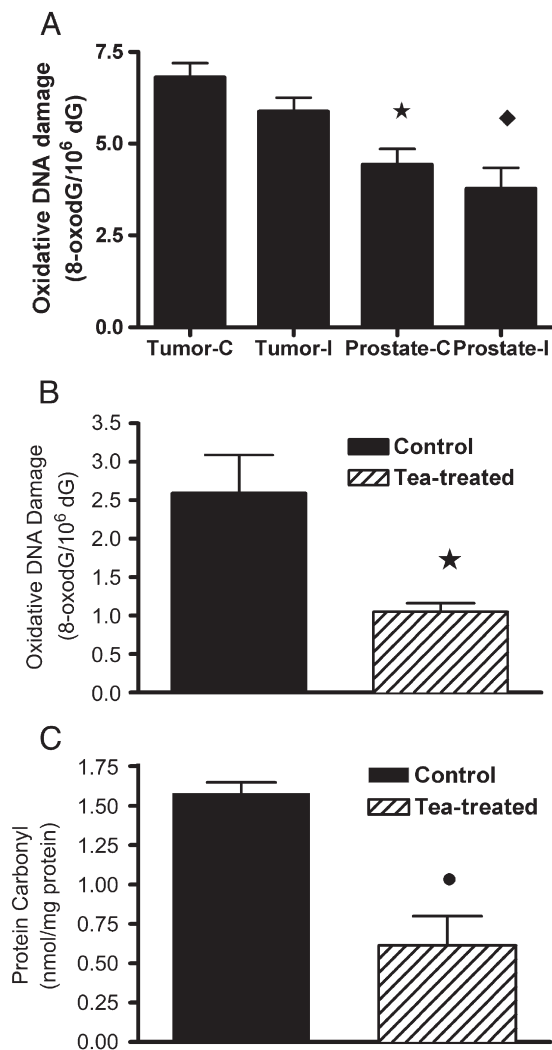 A
Oxidative DNA damage
(8-oxodG/10⁶ dG)
7.5
5.0
2.5
0.0
Tumor-C Tumor-I Prostate-C Prostate-I
B
Oxidative DNA Damage
(8-oxodG/10⁶ dG)
3.5
3.0
2.5
2.0
1.5
1.0
0.5
0.0
Control
Tea-treated
C
Protein Carbonyl
(nmol/mg protein)
1.75
1.50
1.25
1.00
0.75
0.50
0.25
0.00
Control
Tea-treated